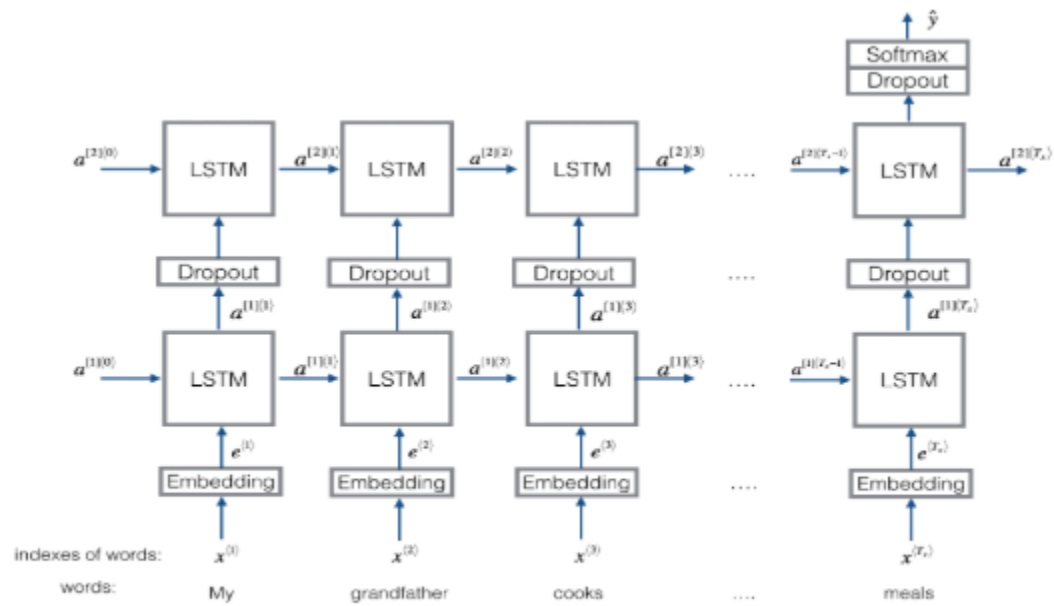 ŷ
Softmax
Dropout
a^[2]⟨0⟩ LSTM a^[2]⟨1⟩ LSTM a^[2]⟨2⟩ LSTM a^[2]⟨3⟩ .... a^[2]⟨Tₓ-1⟩ LSTM a^[2]⟨Tₓ⟩
Dropout Dropout Dropout .... Dropout
a^[1]⟨1⟩ a^[1]⟨2⟩ a^[1]⟨3⟩ a^[1]⟨Tₓ⟩
a^[1]⟨0⟩ LSTM a^[1]⟨1⟩ LSTM a^[1]⟨2⟩ LSTM a^[1]⟨3⟩ .... a^[1]⟨Tₓ-1⟩ LSTM
e⟨1⟩ e⟨2⟩ e⟨3⟩ e⟨Tₓ⟩
Embedding Embedding Embedding .... Embedding
indexes of words: x⟨1⟩ x⟨2⟩ x⟨3⟩ x⟨Tₓ⟩
words: My grandfather cooks .... meals